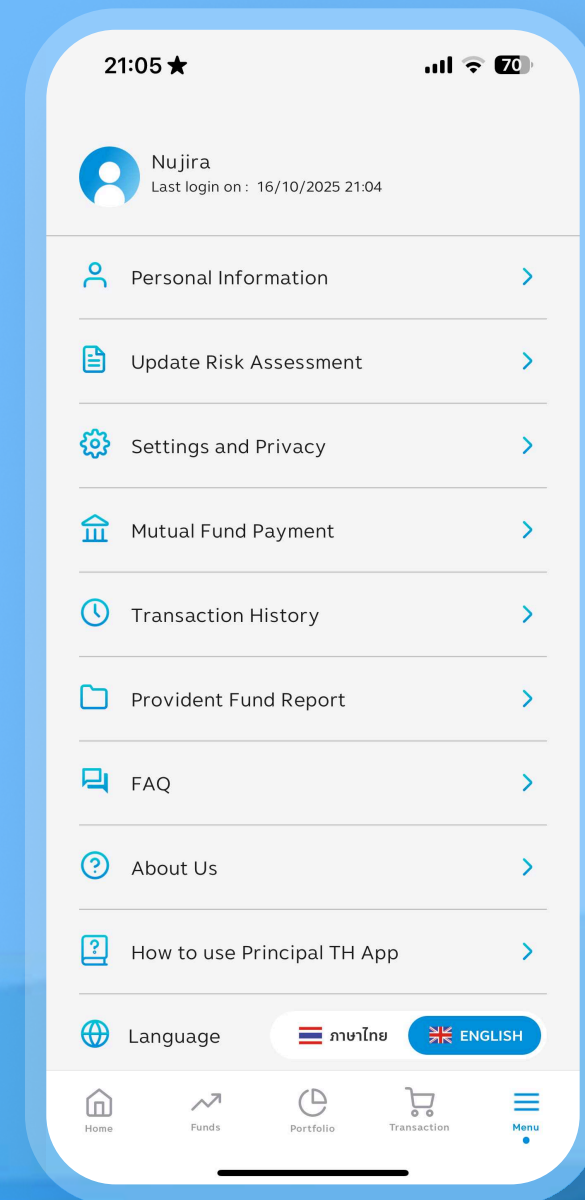 21:05 ★ 70
Nujira
Last login on : 16/10/2025 21:04
Personal Information
Update Risk Assessment
Settings and Privacy
Mutual Fund Payment
Transaction History
Provident Fund Report
FAQ
About Us
How to use Principal TH App
Language ภาษาไทย ENGLISH
Home Funds Portfolio Transaction Menu